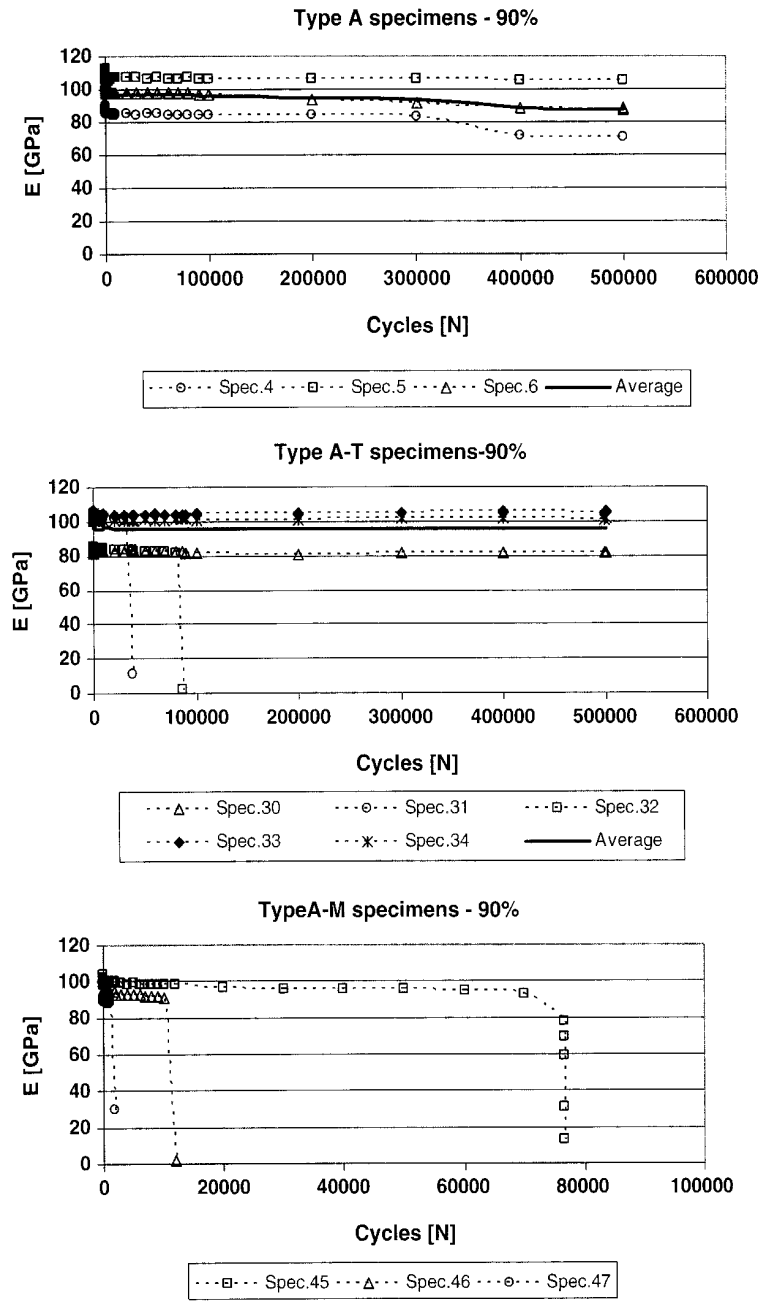 Type A specimens - 90%
120
100
80
60
40
20
0
E [GPa]
0 100000 200000 300000 400000 500000 600000
Cycles [N]
Spec.4 Spec.5 Spec.6 Average
Type A-T specimens-90%
120
100
80
60
40
20
0
E [GPa]
0 100000 200000 300000 400000 500000 600000
Cycles [N]
Spec.30 Spec.31 Spec.32
Spec.33 Spec.34 Average
TypeA-M specimens - 90%
120
100
80
60
40
20
0
E [GPa]
0 20000 40000 60000 80000 100000
Cycles [N]
Spec.45 Spec.46 Spec.47